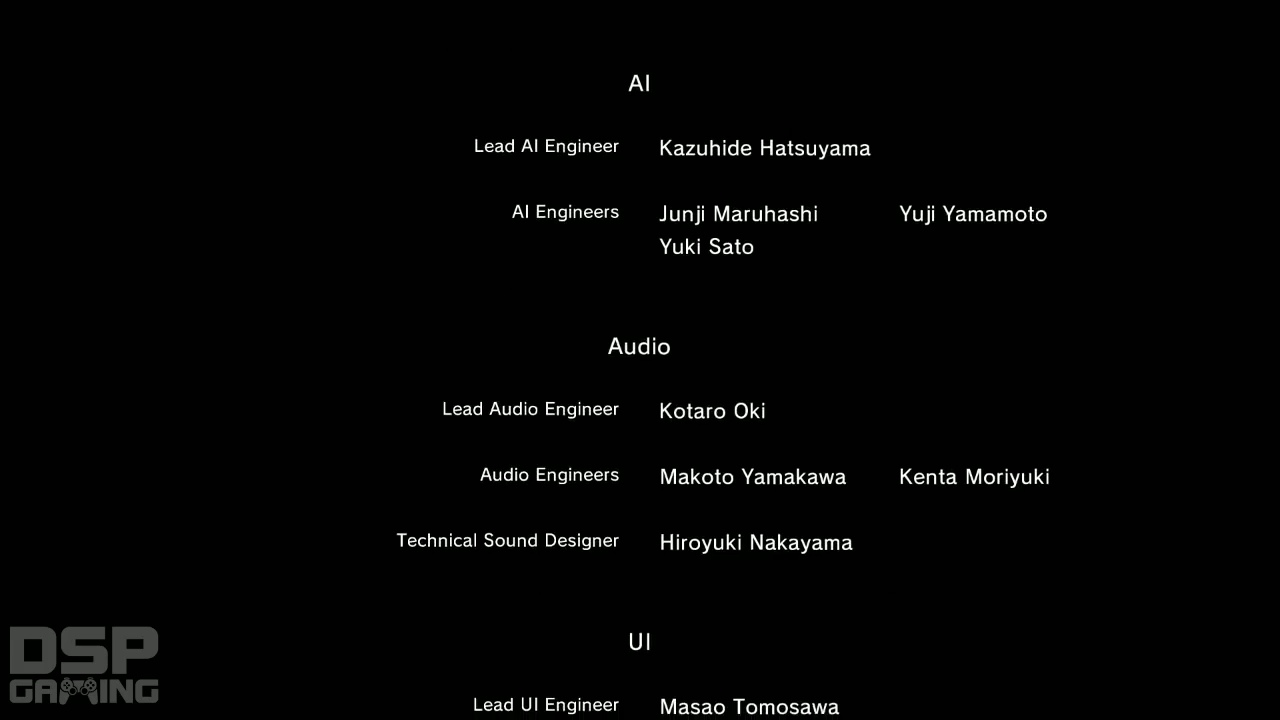 AI
Lead AI Engineer Kazuhide Hatsuyama
AI Engineers Junji Maruhashi Yuji Yamamoto
Yuki Sato
Audio
Lead Audio Engineer Kotaro Oki
Audio Engineers Makoto Yamakawa Kenta Moriyuki
Technical Sound Designer Hiroyuki Nakayama
UI
Lead UI Engineer Masao Tomosawa
DSP
GAMING